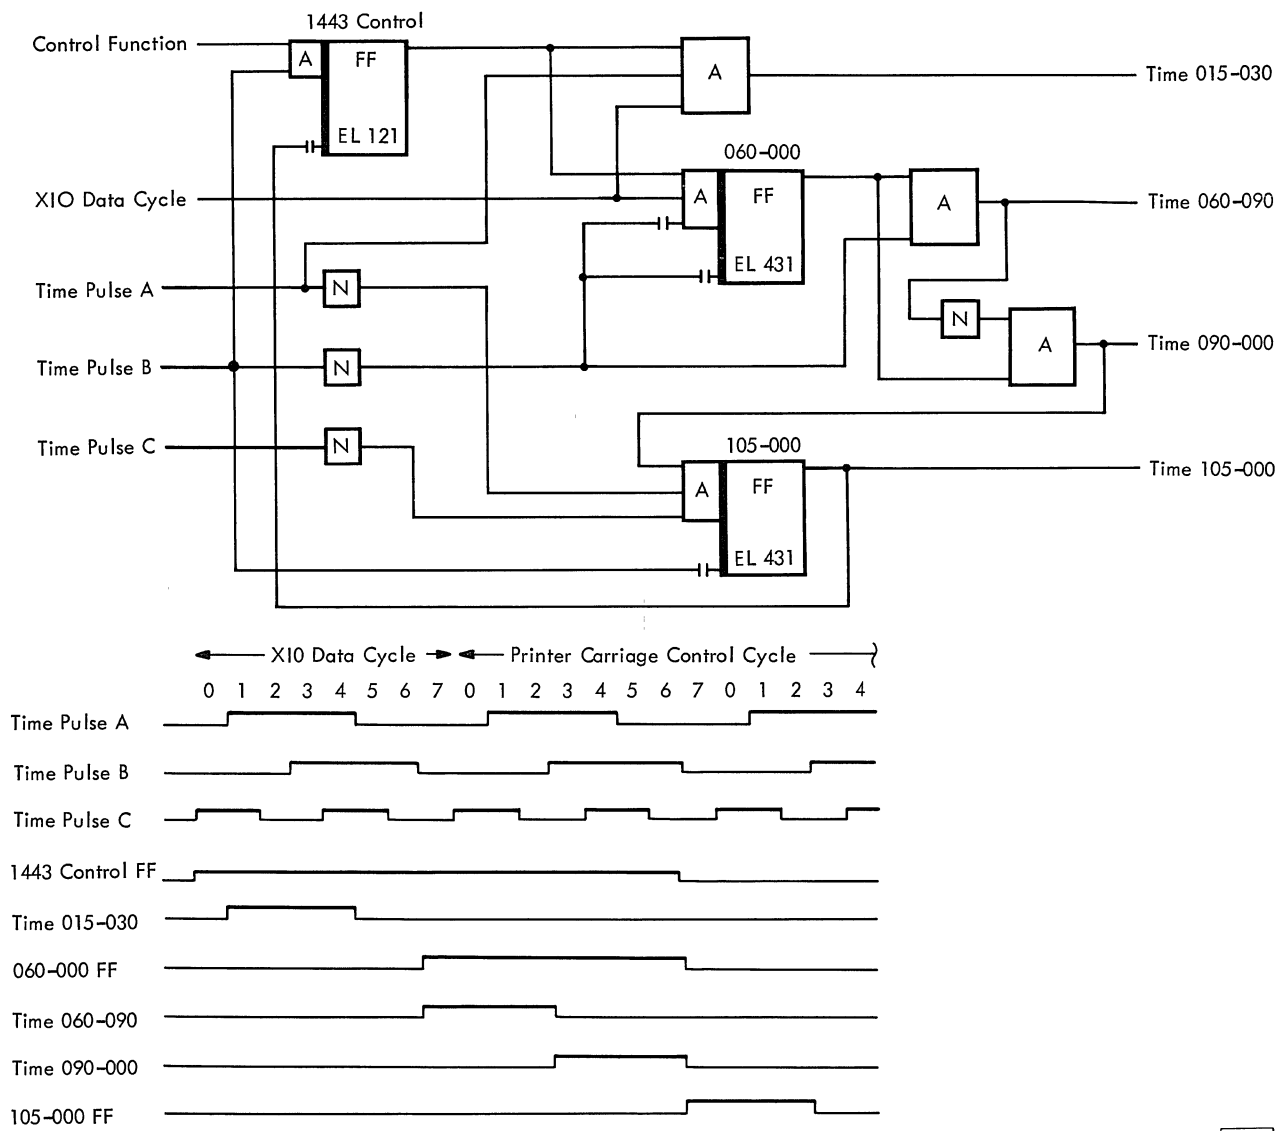 1443 Control
Control Function
A
FF
EL 121
A
Time 015-030
060-000
XIO Data Cycle
A
FF
EL 431
A
Time 060-090
Time Pulse A
N
N
A
Time 090-000
Time Pulse B
N
Time Pulse C
N
105-000
A
FF
EL 431
Time 105-000
XIO Data Cycle
Printer Carriage Control Cycle
0 1 2 3 4 5 6 7 0 1 2 3 4 5 6 7 0 1 2 3 4
Time Pulse A
Time Pulse B
Time Pulse C
1443 Control FF
Time 015-030
060-000 FF
Time 060-090
Time 090-000
105-000 FF